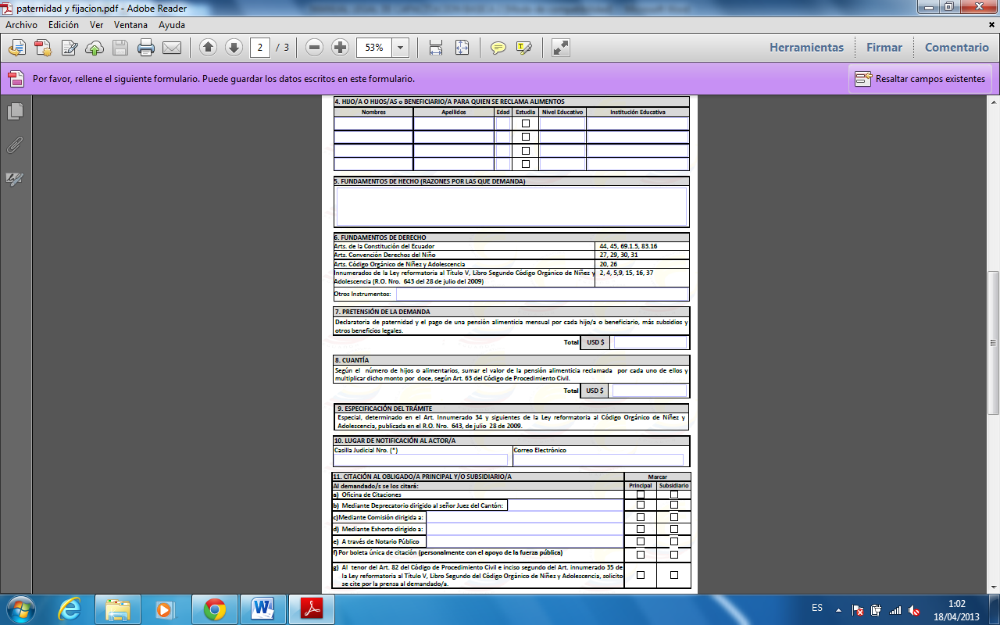 paternidad y fijacion.pdf - Adobe Reader
Archivo Edición Ver Ventana Ayuda
2 / 3 53% Herramientas Firmar Comentario
Por favor, rellene el siguiente formulario. Puede guardar los datos escritos en este formulario. Resaltar campos existentes
4. HIJO/A O HIJOS/AS o BENEFICIARIO/A PARA QUIEN SE RECLAMA ALIMENTOS
Nombres Apellidos Edad Estudia Nivel Educativo Institución Educativa
5. FUNDAMENTOS DE HECHO (RAZONES POR LAS QUE DEMANDA)
6. FUNDAMENTOS DE DERECHO
Arts. de la Constitución del Ecuador 44, 45, 69.1.5, 83.16
Arts. Convención Derechos del Niño 27, 29, 30, 31
Arts. Código Orgánico de Niñez y Adolescencia 20, 26
Innumerados de la Ley reformatoria al Título V, Libro Segundo Código Orgánico de Niñez y 2, 4, 5,9, 15, 16, 37
Adolescencia (R.O. Nro. 643 del 28 de julio del 2009)
Otros Instrumentos:
7. PRETENSIÓN DE LA DEMANDA
Declaratoria de paternidad y el pago de una pensión alimenticia mensual por cada hijo/a o beneficiario, más subsidios y
otros beneficios legales.
Total USD $
8. CUANTÍA
Según el número de hijos o alimentarios, sumar el valor de la pensión alimenticia reclamada por cada uno de ellos y
multiplicar dicho monto por doce, según Art. 63 del Código de Procedimiento Civil.
Total USD $
9. ESPECIFICACIÓN DEL TRÁMITE
Especial, determinado en el Art. Innumerado 34 y siguientes de la Ley reformatoria al Código Orgánico de Niñez y
Adolescencia, publicada en el R.O. Nro. 643, de julio 28 de 2009.
10. LUGAR DE NOTIFICACIÓN AL ACTOR/A
Casilla Judicial Nro. (*) Correo Electrónico
11. CITACIÓN AL OBLIGADO/A PRINCIPAL Y/O SUBSIDIARIO/A Marcar
Al demandado/s se los citará: Principal Subsidiario
a) Oficina de Citaciones
b) Mediante Deprecatorio dirigido al señor Juez del Cantón:
c)Mediante Comisión dirigida a:
d) Mediante Exhorto dirigido a:
e) A través de Notario Público
f) Por boleta única de citación (personalmente con el apoyo de la fuerza pública)
g) Al tenor del Art. 82 del Código de Procedimiento Civil e inciso segundo del Art. innumerado 35 de
la Ley reformatoria al Título V, Libro Segundo del Código Orgánico de Niñez y Adolescencia, solicito
se cite por la prensa al demandado/a.
ES 1:02
18/04/2013